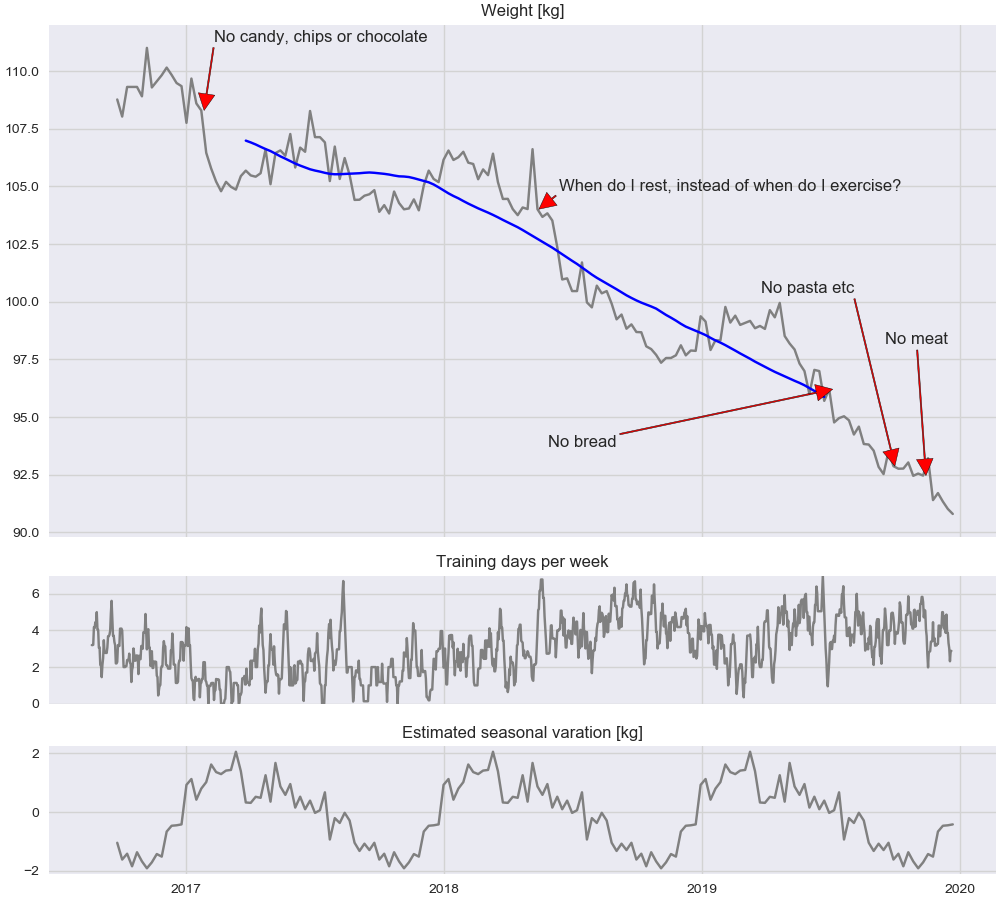 Weight [kg]
No candy, chips or chocolate
110.0
107.5
105.0
When do I rest, instead of when do I exercise?
102.5
100.0
No pasta etc
97.5
No meat
95.0
No bread
92.5
90.0
Training days per week
6
4
2
0
Estimated seasonal varation [kg]
2
0
−2
2017
2018
2019
2020